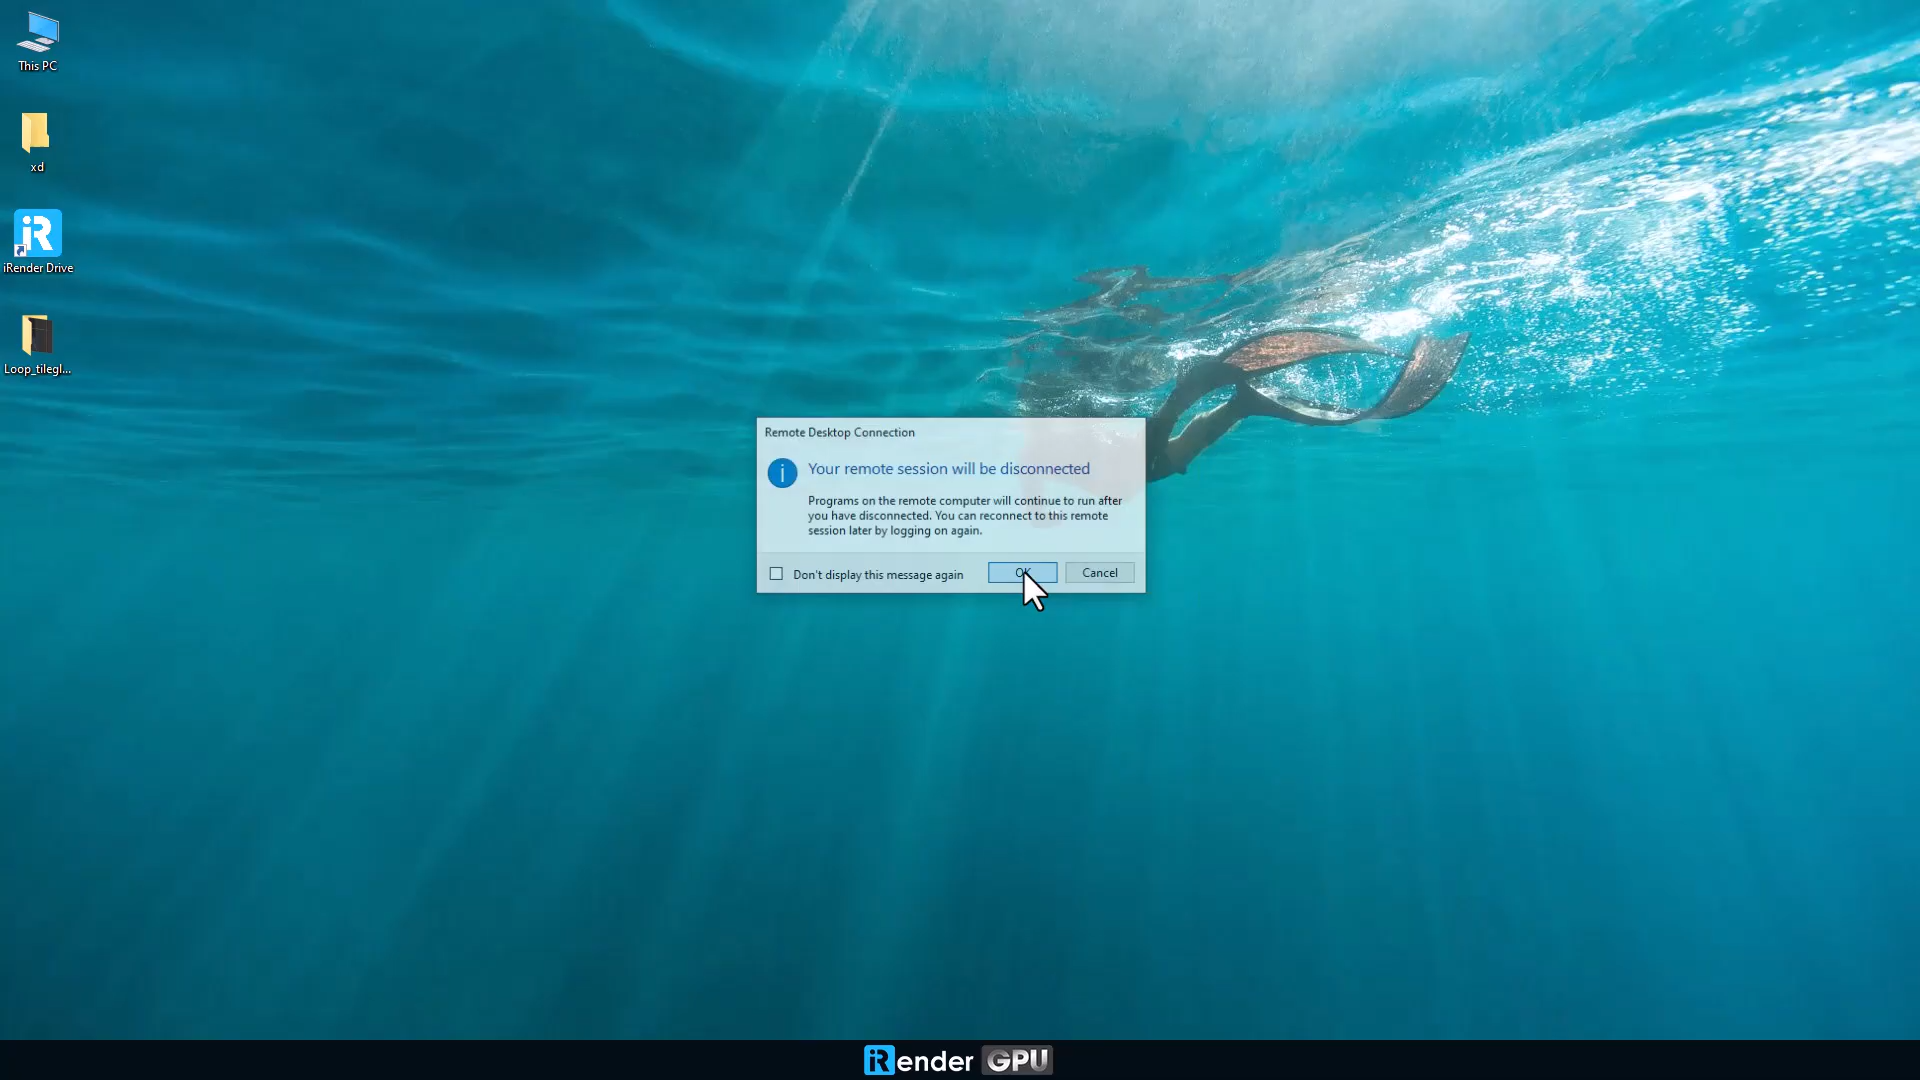 This PC
xd
iR
iRender Drive
Loop_tilegl...
Remote Desktop Connection
i
Your remote session will be disconnected
Programs on the remote computer will continue to run after
you have disconnected. You can reconnect to this remote
session later by logging on again.
Don't display this message again
OK
Cancel
iRender GPU